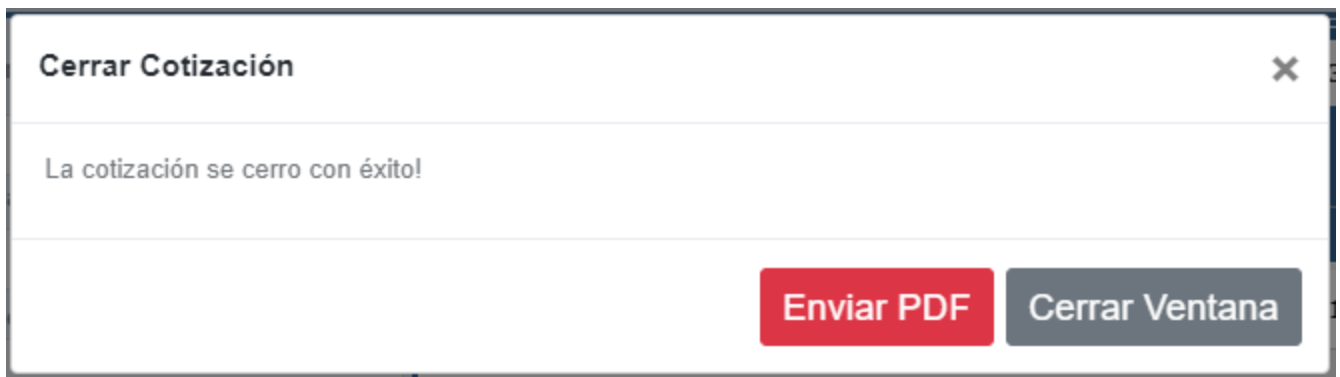 Cerrar Cotización
×
La cotización se cerro con éxito!
Enviar PDF
Cerrar Ventana